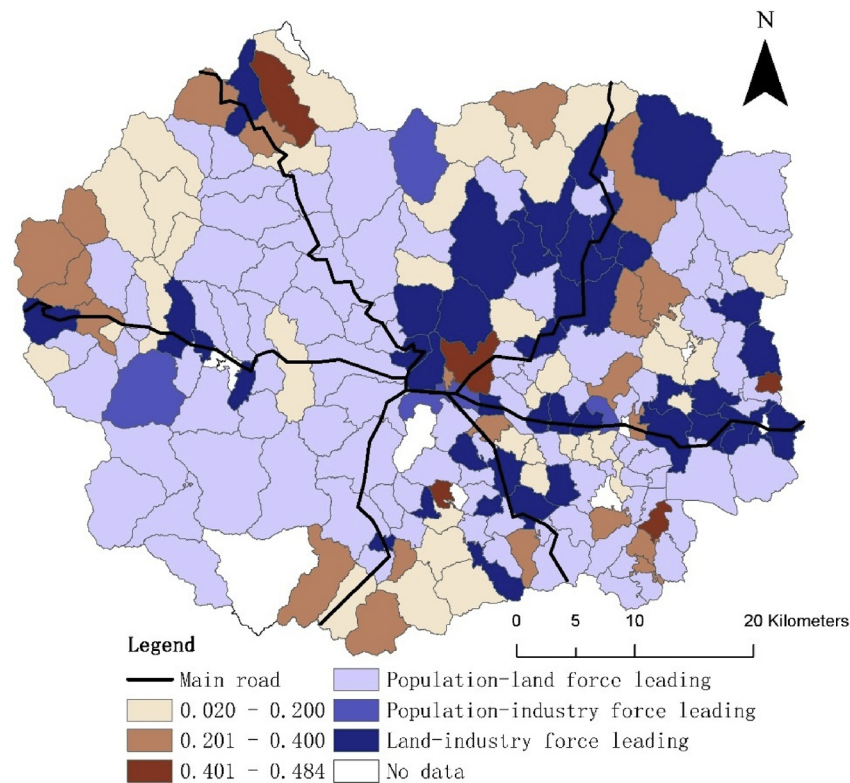 N
0 5 10 20 Kilometers
Legend
Main road
0.020 - 0.200
0.201 - 0.400
0.401 - 0.484
Population-land force leading
Population-industry force leading
Land-industry force leading
No data